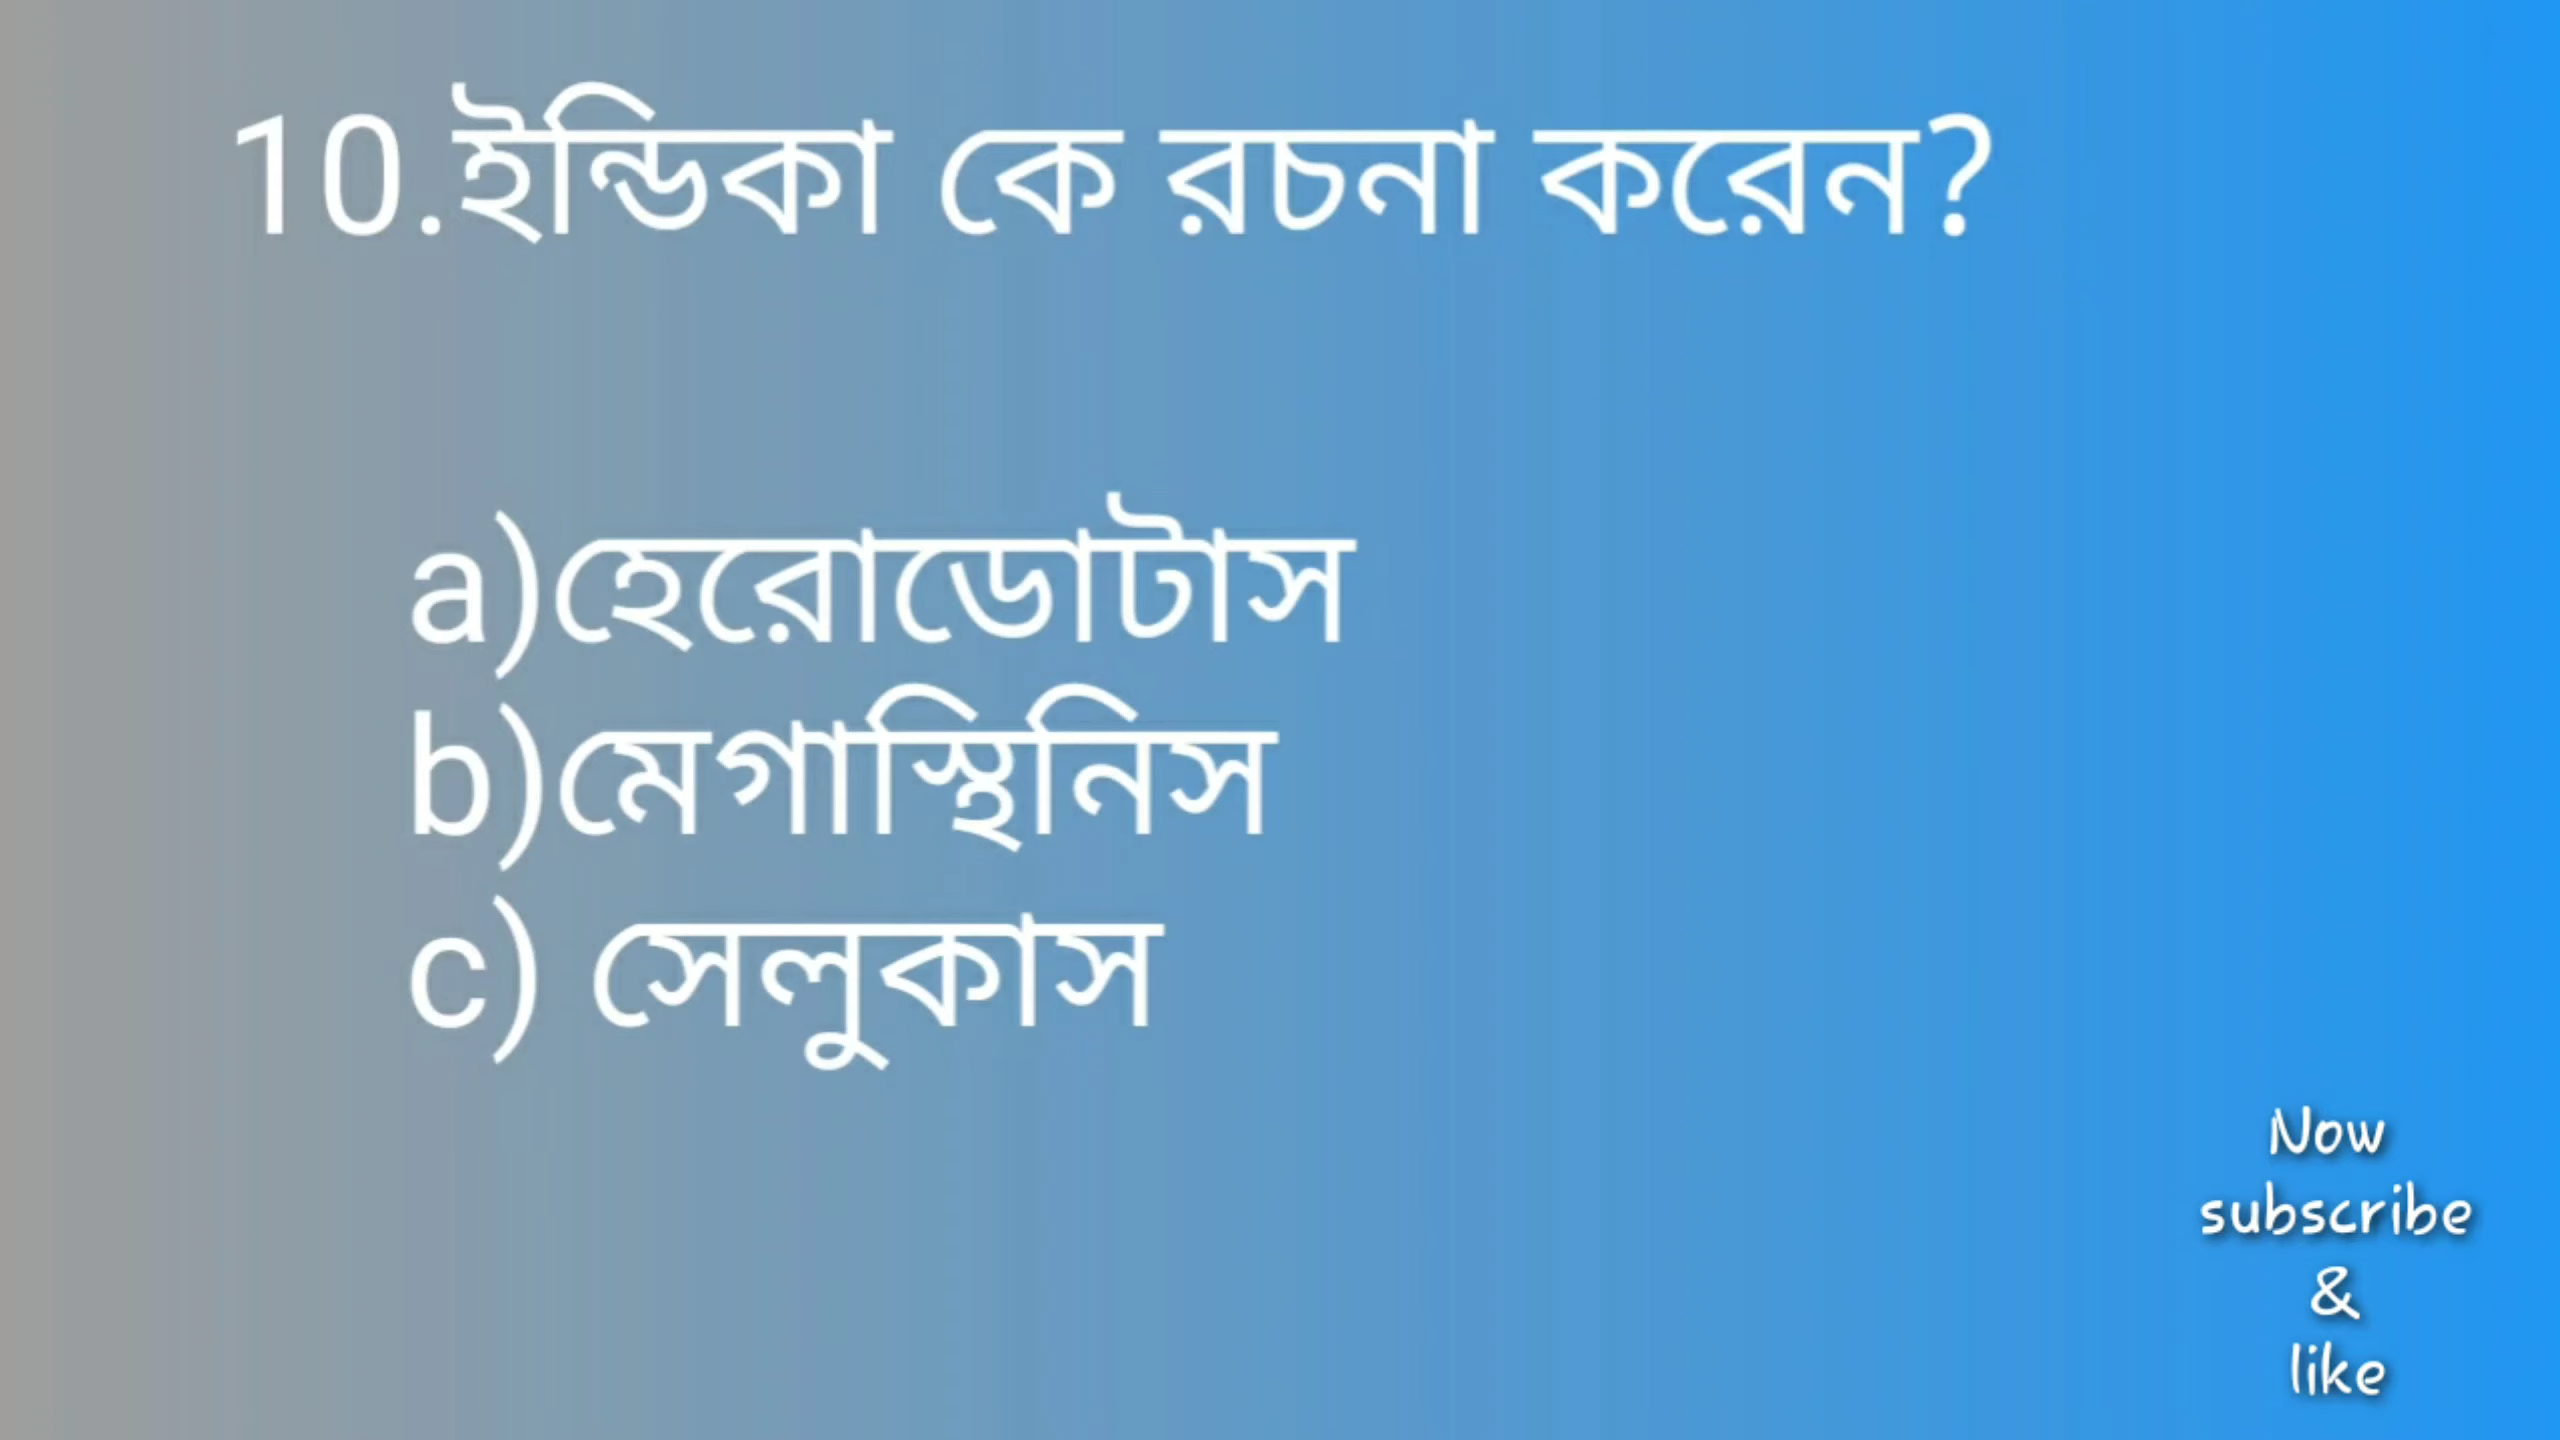 10.ইন্ডিকা কে রচনা করেন?
a)হেরোডোটাস
b)মেগাস্থিনিস
c) সেলুকাস
Now
subscribe
&
like